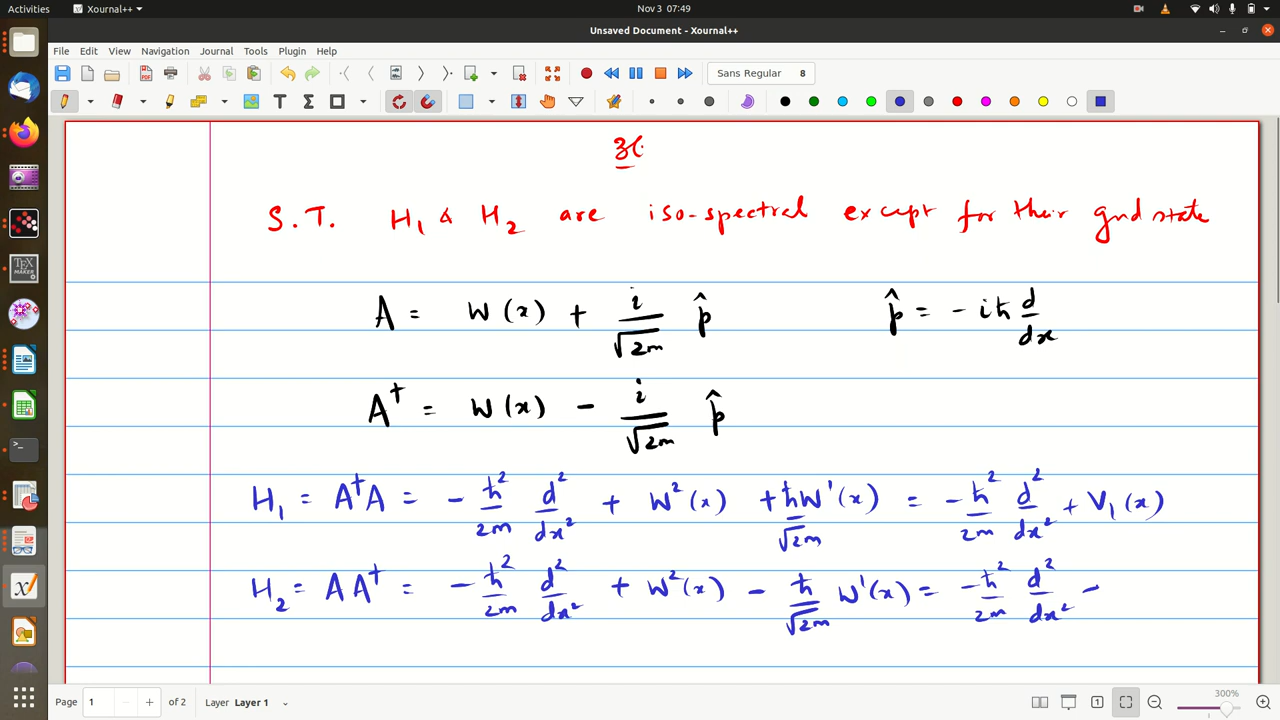 Activities Xournal++ Nov 3 07:49
Unsaved Document - Xournal++
File Edit View Navigation Journal Tools Plugin Help
Sans Regular 8
S.T. H₁ & H₂ are iso-spectral except for their gnd state
A = W(x) + i/√2m p̂ p̂ = -iħ d/dx
A† = W(x) - i/√2m p̂
H₁ = A†A = -ħ²/2m d²/dx² + W²(x) + ħW'(x)/√2m = -ħ²/2m d²/dx² + V₁(x)
H₂ = AA† = -ħ²/2m d²/dx² + W²(x) - ħ/√2m W'(x) = -ħ²/2m d²/dx² -
Page 1 of 2 Layer Layer 1 300%